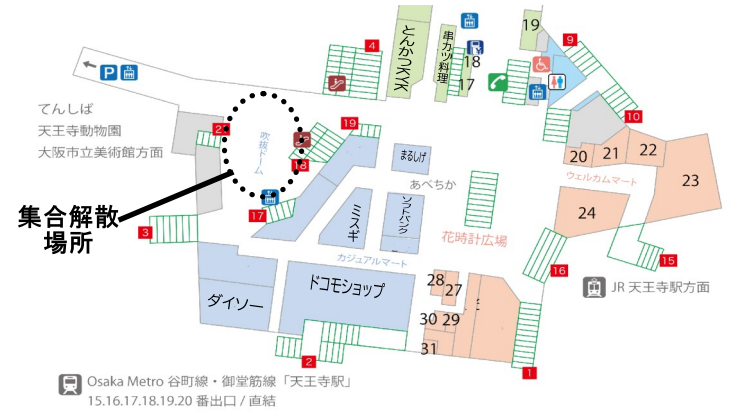 とんかつKYK
串カツ料理
18
17
19
9
4
P
てんしば
天王寺動物園
大阪市立美術館方面
2
吹抜ドーム
19
18
まるしげ
10
20
21
22
23
ウェルカムマート
あべちか
集合解散
場所
17
3
ミスギ
ソフトバンク
花時計広場
24
カジュアルマート
16
15
JR 天王寺駅方面
ダイソー
ドコモショップ
28
27
30
29
31
2
1
Osaka Metro 谷町線・御堂筋線「天王寺駅」
15.16.17.18.19.20 番出口 / 直結